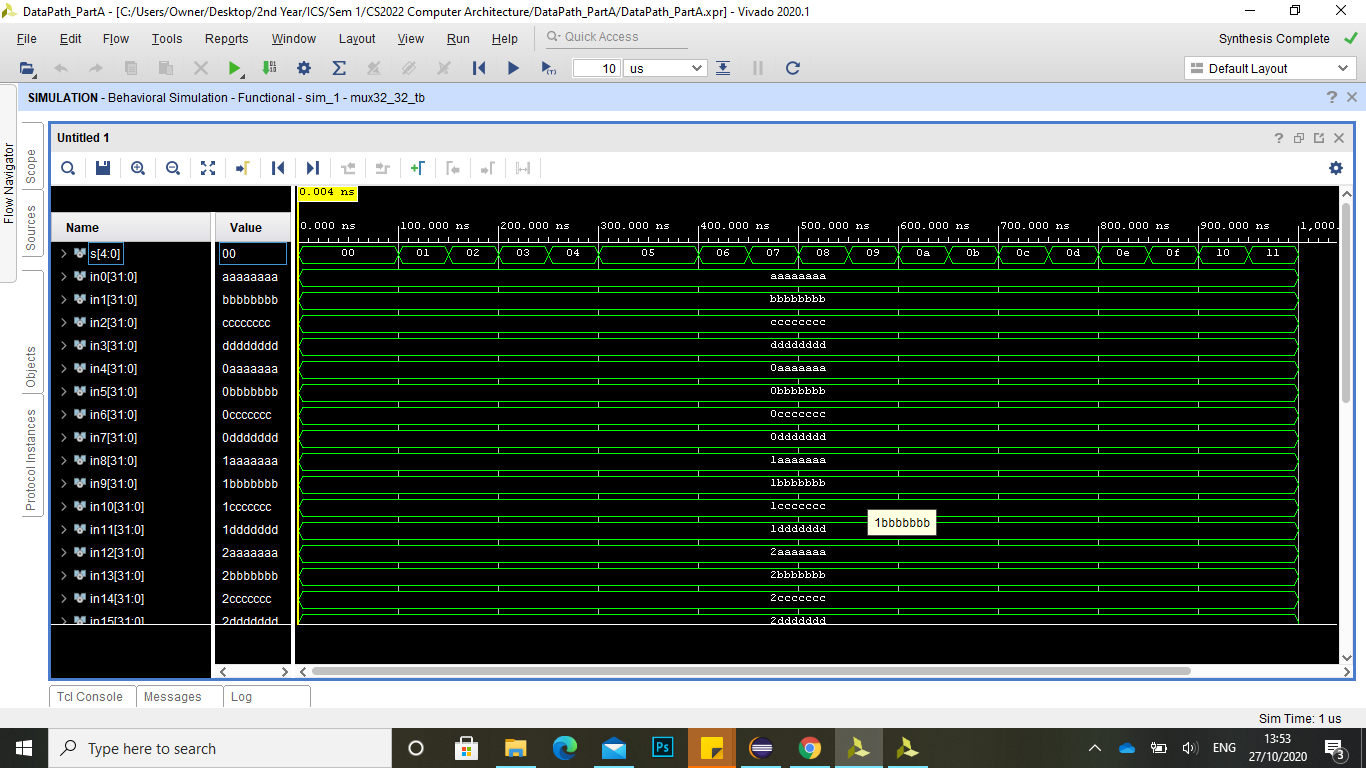 DataPath_PartA - [C:/Users/Owner/Desktop/2nd Year/ICS/Sem 1/CS2022 Computer Architecture/DataPath_PartA/DataPath_PartA.xpr] - Vivado 2020.1
File Edit Flow Tools Reports Window Layout View Run Help Quick Access Synthesis Complete
10 us Default Layout
SIMULATION - Behavioral Simulation - Functional - sim_1 - mux32_32_tb
Flow Navigator
Scope
Sources
Objects
Protocol Instances
Untitled 1
0.004 ns
Name Value 0.000 ns 100.000 ns 200.000 ns 300.000 ns 400.000 ns 500.000 ns 600.000 ns 700.000 ns 800.000 ns 900.000 ns 1,000.
s[4:0] 00 00 01 02 03 04 05 06 07 08 09 0a 0b 0c 0d 0e 0f 10 11
in0[31:0] aaaaaaaa aaaaaaaa
in1[31:0] bbbbbbbb bbbbbbbb
in2[31:0] cccccccc cccccccc
in3[31:0] dddddddd dddddddd
in4[31:0] 0aaaaaaa 0aaaaaaa
in5[31:0] 0bbbbbbb 0bbbbbbb
in6[31:0] 0ccccccc 0ccccccc
in7[31:0] 0ddddddd 0ddddddd
in8[31:0] 1aaaaaaa 1aaaaaaa
in9[31:0] 1bbbbbbb 1bbbbbbb
in10[31:0] 1ccccccc 1ccccccc
1bbbbbbb
in11[31:0] 1ddddddd 1ddddddd
in12[31:0] 2aaaaaaa 2aaaaaaa
in13[31:0] 2bbbbbbb 2bbbbbbb
in14[31:0] 2ccccccc 2ccccccc
in15[31:0] 2ddddddd 2ddddddd
Tcl Console Messages Log
Sim Time: 1 us
Type here to search
Ps
ENG
13:53
27/10/2020
3